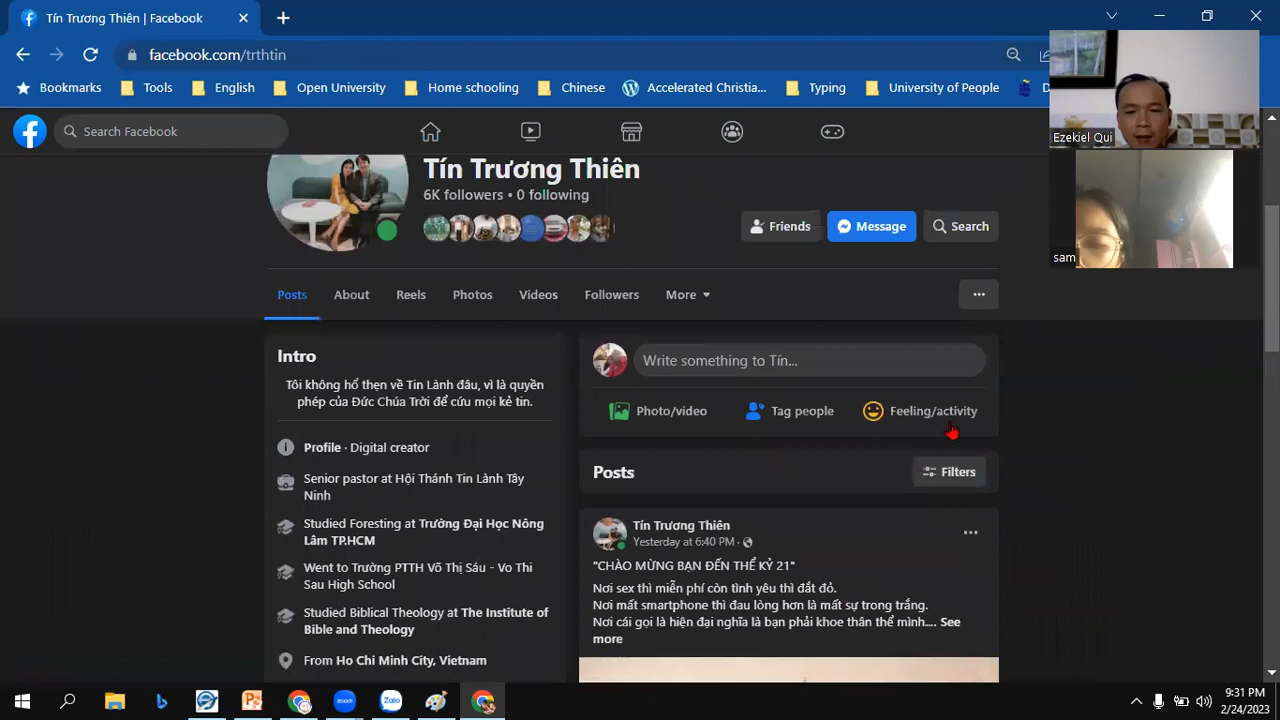 Tín Trương Thiên | Facebook
facebook.com/trthtin
Bookmarks Tools English Open University Home schooling Chinese Accelerated Christia... Typing University of People
Search Facebook
Ezekiel Qui
sam
Tín Trương Thiên
6K followers • 0 following
Friends Message Search
Posts About Reels Photos Videos Followers More
Intro
Tôi không hổ thẹn về Tin Lành đâu, vì là quyền
phép của Đức Chúa Trời để cứu mọi kẻ tin.
Profile · Digital creator
Senior pastor at Hội Thánh Tin Lành Tây
Ninh
Studied Foresting at Trường Đại Học Nông
Lâm TP.HCM
Went to Trường PTTH Võ Thị Sáu - Vo Thi
Sau High School
Studied Biblical Theology at The Institute of
Bible and Theology
From Ho Chi Minh City, Vietnam
Write something to Tín...
Photo/video Tag people Feeling/activity
Posts Filters
Tín Trương Thiên
Yesterday at 6:40 PM ·
"CHÀO MỪNG BẠN ĐẾN THẾ KỶ 21"
Nơi sex thì miễn phí còn tình yêu thì đắt đỏ.
Nơi mất smartphone thì đau lòng hơn là mất sự trong trắng.
Nơi cái gọi là hiện đại nghĩa là bạn phải khoe thân thể mình.... See
more
zoom Zalo
9:31 PM
2/24/2023